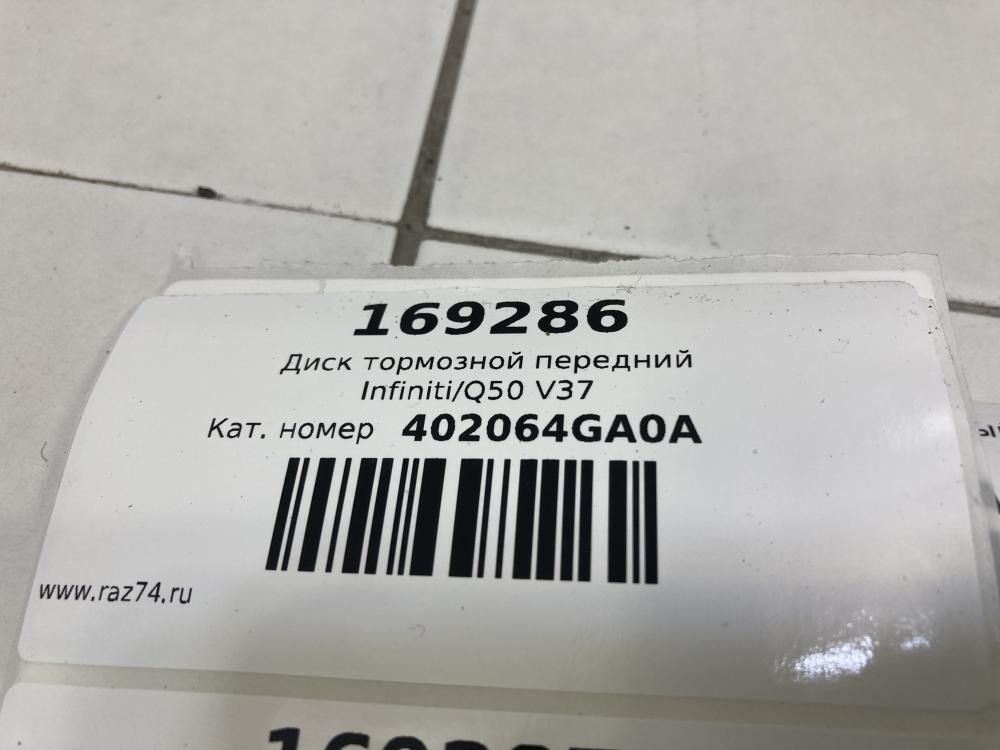 169286
Диск тормозной передний
Infiniti/Q50 V37
Кат. номер 402064GA0A
www.raz74.ru